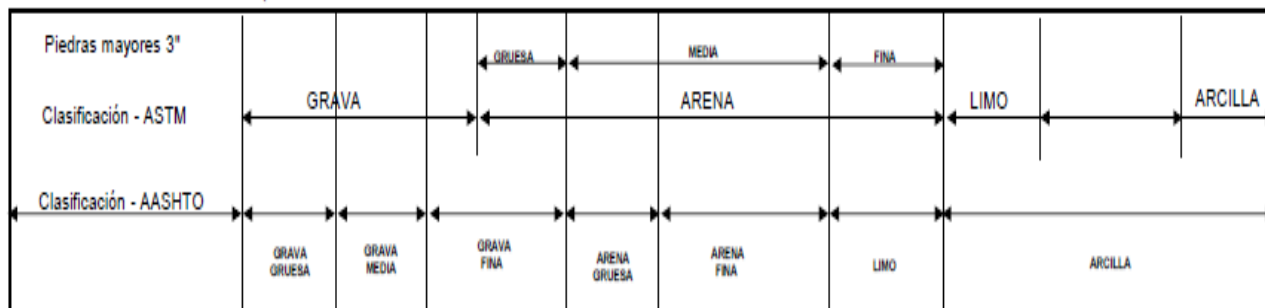 Piedras mayores 3"
GRUESA
MEDIA
FINA
Clasificación - ASTM
GRAVA
ARENA
LIMO
ARCILLA
Clasificación - AASHTO
GRAVA
GRUESA
GRAVA
MEDIA
GRAVA
FINA
ARENA
GRUESA
ARENA
FINA
LIMO
ARCILLA